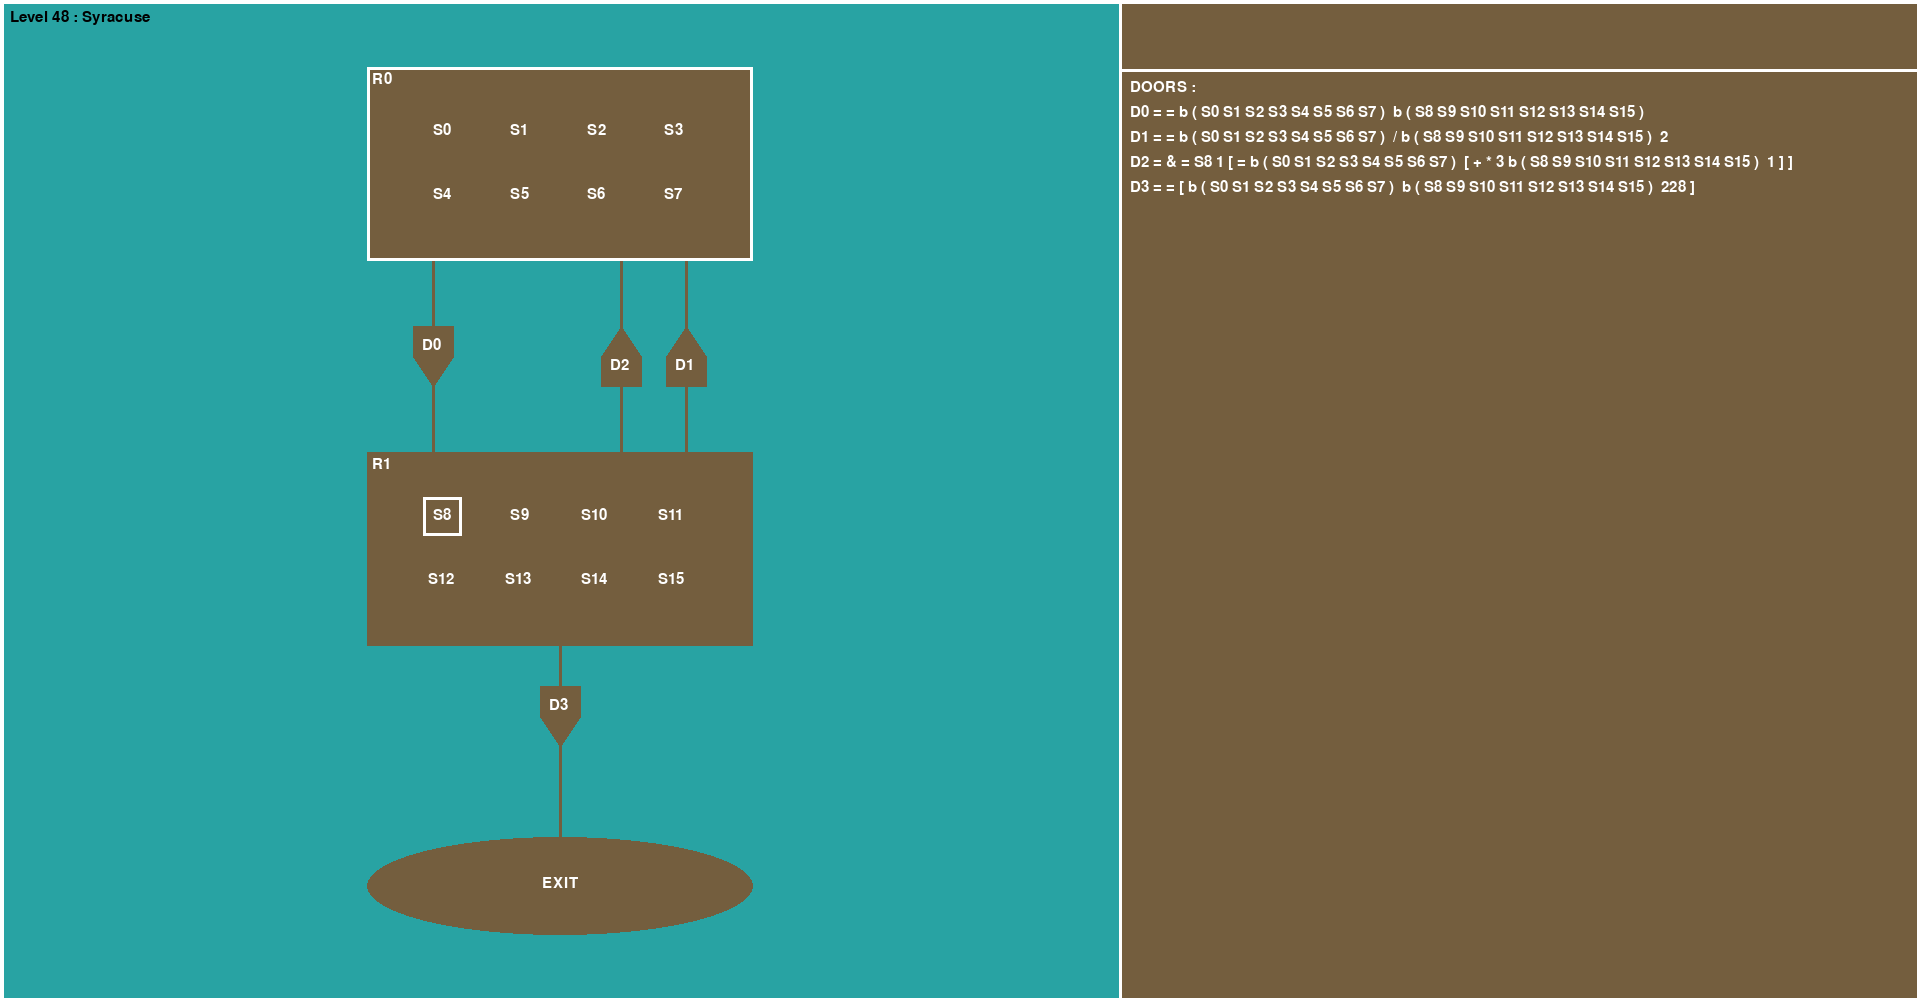 Level 48 : Syracuse
R0
S0 S1 S2 S3
S4 S5 S6 S7
D0 D2 D1
R1
S8 S9 S10 S11
S12 S13 S14 S15
D3
EXIT
DOORS :
D0 = = b ( S0 S1 S2 S3 S4 S5 S6 S7 ) b ( S8 S9 S10 S11 S12 S13 S14 S15 )
D1 = = b ( S0 S1 S2 S3 S4 S5 S6 S7 ) / b ( S8 S9 S10 S11 S12 S13 S14 S15 ) 2
D2 = & = S8 1 [ = b ( S0 S1 S2 S3 S4 S5 S6 S7 ) [ + * 3 b ( S8 S9 S10 S11 S12 S13 S14 S15 ) 1 ] ]
D3 = = [ b ( S0 S1 S2 S3 S4 S5 S6 S7 ) b ( S8 S9 S10 S11 S12 S13 S14 S15 ) 228 ]